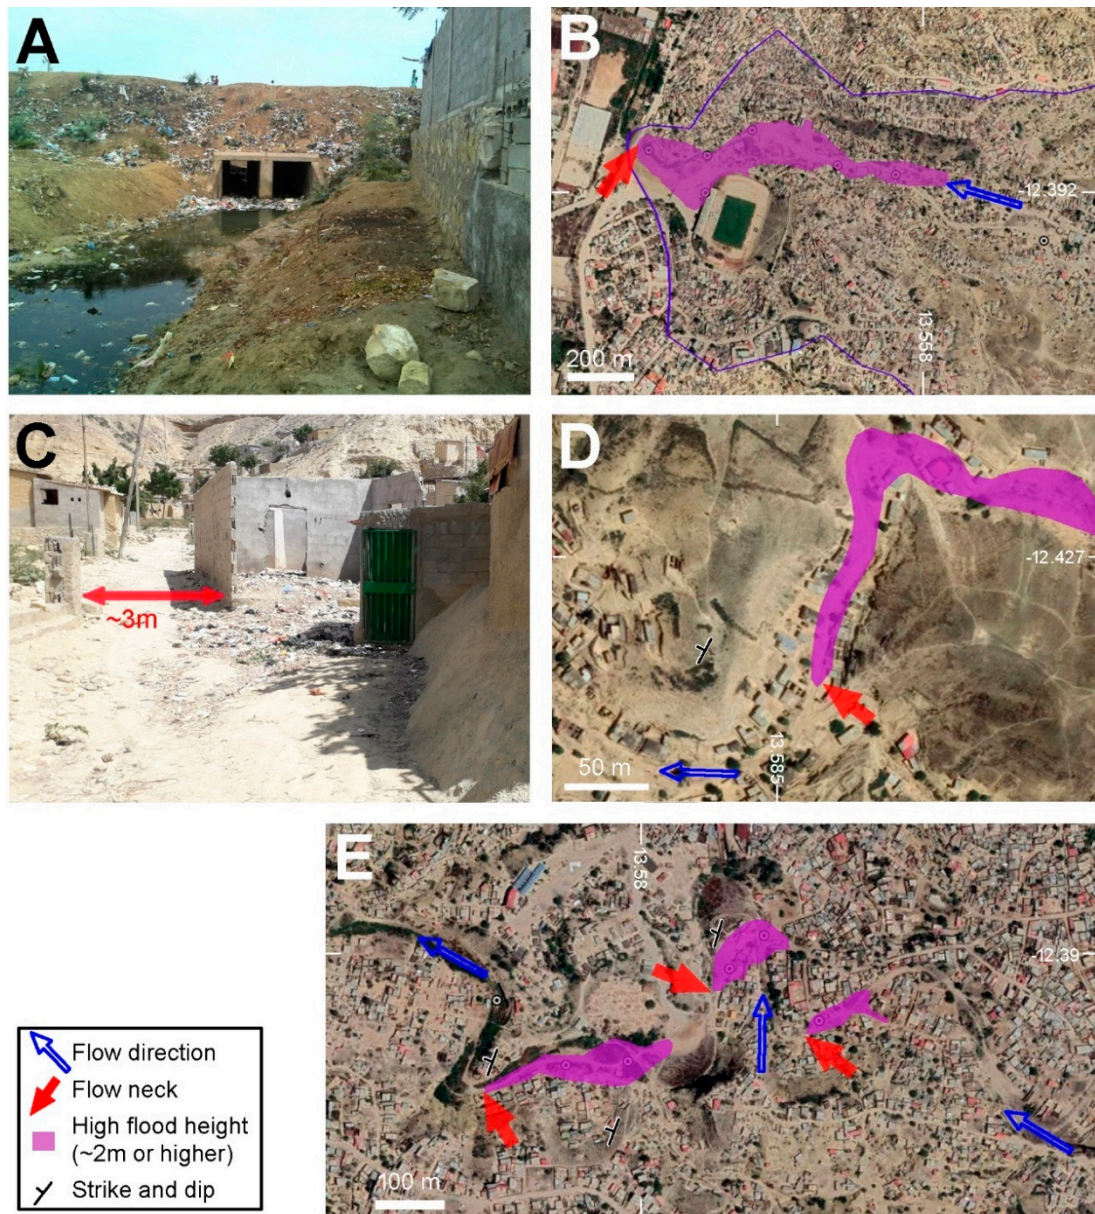 A
B
-12.392
13.558
200 m
C
~3m
D
-12.427
13.585
50 m
E
13.58
-12.39
100 m
Flow direction
Flow neck
High flood height
(~2m or higher)
Strike and dip